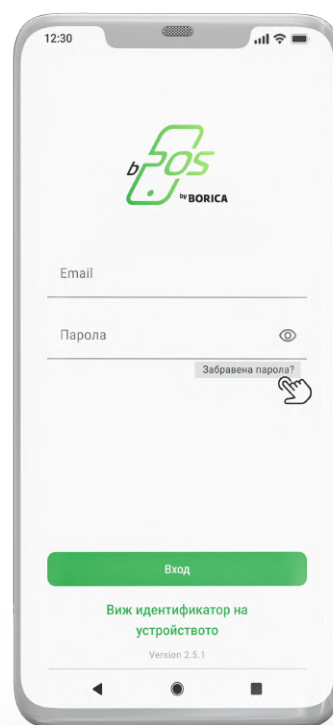 12:30
bPOS
by BORICA
Email
Парола
Забравена парола?
Вход
Виж идентификатор на
устройството
Version 2.5.1